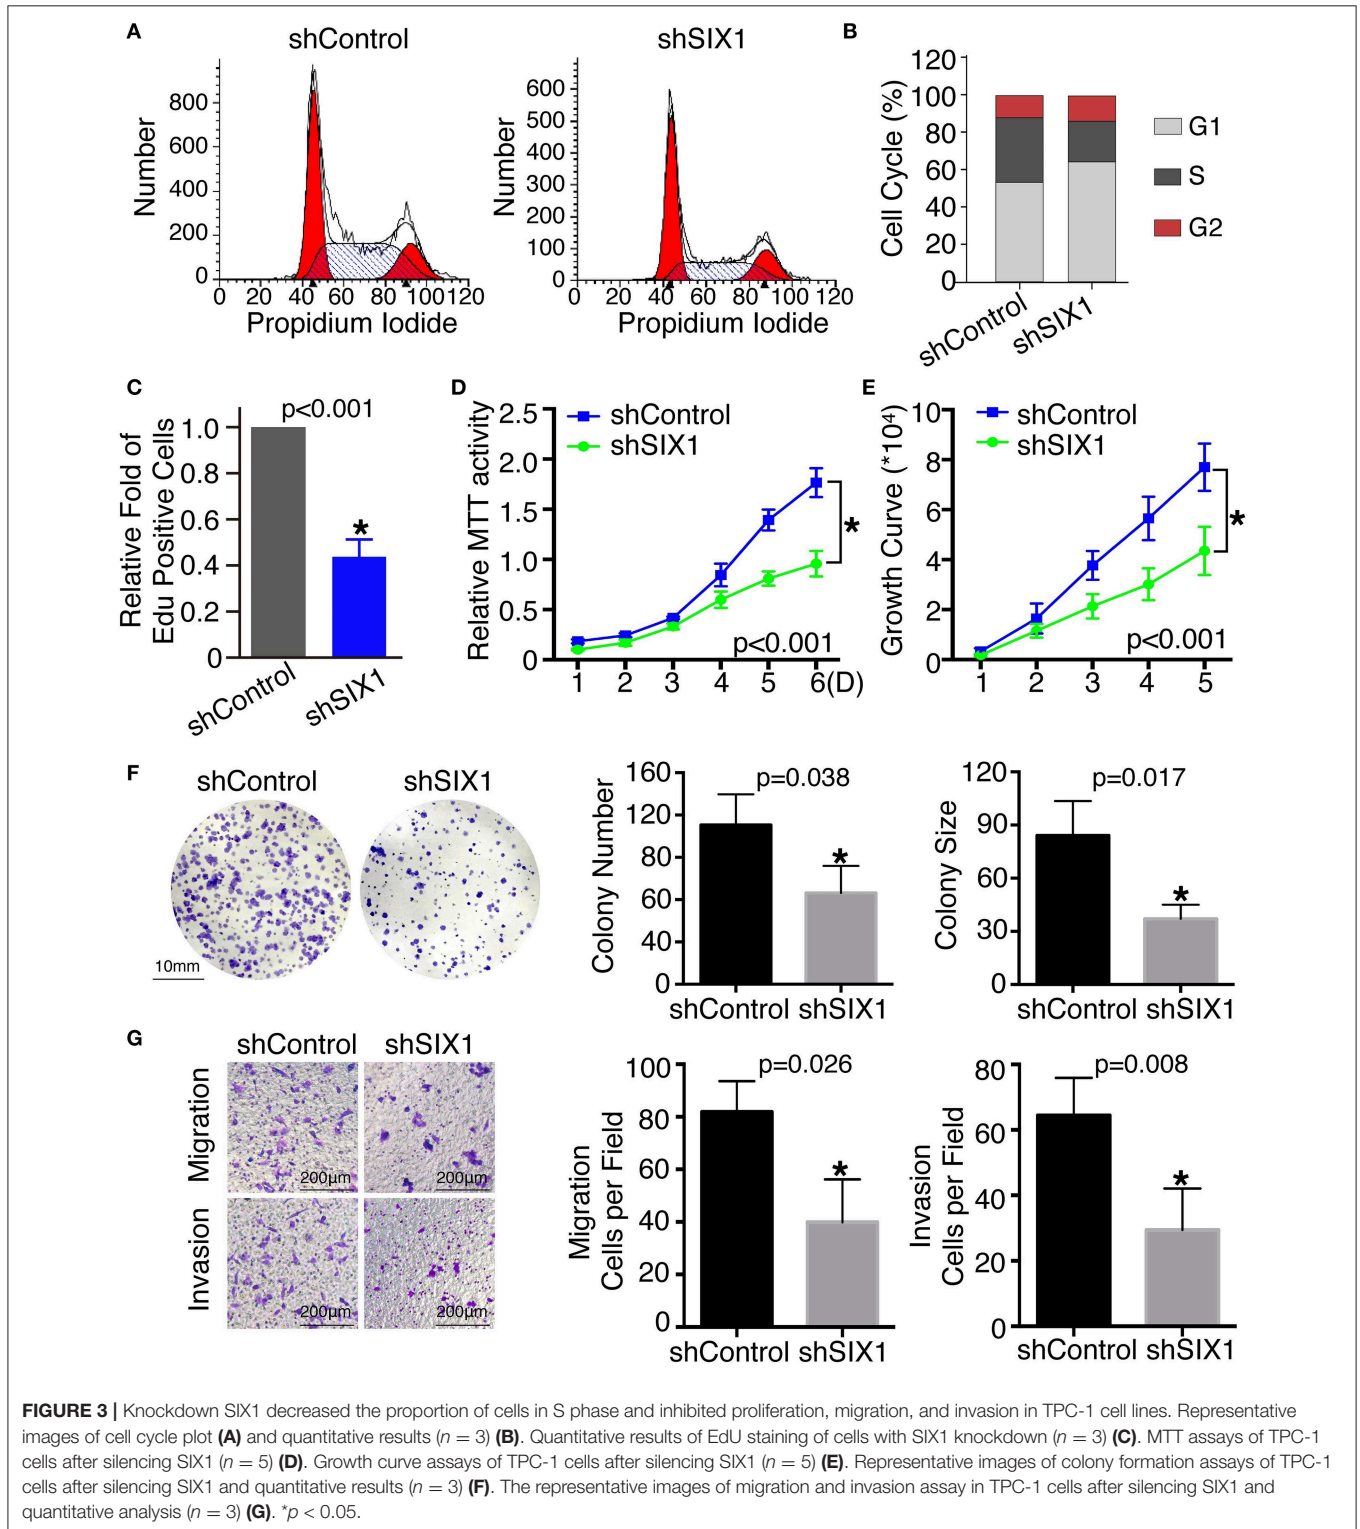 A
shControl
Number
800
600
400
200
0
0 20 40 60 80 100 120
Propidium Iodide
shSIX1
Number
600
500
400
300
200
100
0
0 20 40 60 80 100 120
Propidium Iodide
B
Cell Cycle (%)
120
100
80
60
40
20
0
shControl
shSIX1
G1
S
G2
C
Relative Fold of
Edu Positive Cells
p<0.001
1.0
0.8
0.6
0.4
0.2
0
*
shControl
shSIX1
D
Relative MTT activity
2.5
2.0
1.5
1.0
0.5
0
shControl
shSIX1
*
p<0.001
1 2 3 4 5 6(D)
E
Growth Curve (*10⁴)
10
8
6
4
2
0
shControl
shSIX1
*
p<0.001
1 2 3 4 5
F
shControl
shSIX1
10mm
Colony Number
160
120
80
60
40
0
p=0.038
*
shControl shSIX1
Colony Size
120
90
60
30
0
p=0.017
*
shControl shSIX1
G
shControl
shSIX1
Migration
200μm
200μm
Invasion
200μm
200μm
Migration
Cells per Field
100
80
60
40
20
0
p=0.026
*
shControl shSIX1
Invasion
Cells per Field
80
60
40
20
0
p=0.008
*
shControl shSIX1
FIGURE 3 | Knockdown SIX1 decreased the proportion of cells in S phase and inhibited proliferation, migration, and invasion in TPC-1 cell lines. Representative
images of cell cycle plot (A) and quantitative results (n = 3) (B). Quantitative results of EdU staining of cells with SIX1 knockdown (n = 3) (C). MTT assays of TPC-1
cells after silencing SIX1 (n = 5) (D). Growth curve assays of TPC-1 cells after silencing SIX1 (n = 5) (E). Representative images of colony formation assays of TPC-1
cells after silencing SIX1 and quantitative results (n = 3) (F). The representative images of migration and invasion assay in TPC-1 cells after silencing SIX1 and
quantitative analysis (n = 3) (G). *p < 0.05.